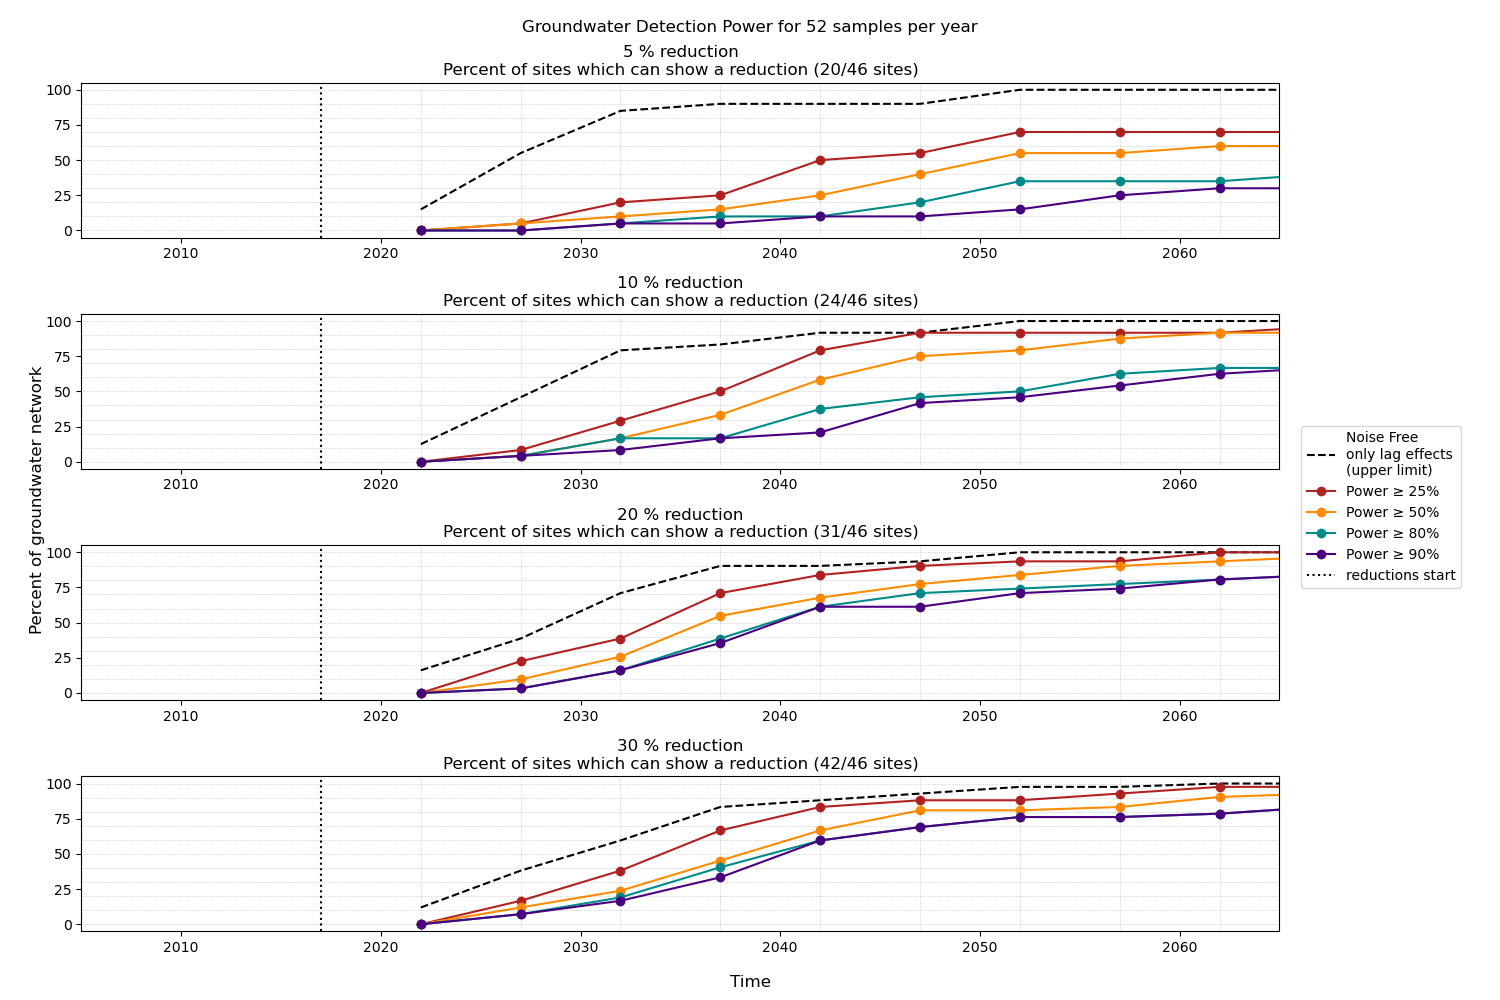 Groundwater Detection Power for 52 samples per year
5 % reduction
Percent of sites which can show a reduction (20/46 sites)
100
75
50
25
0
2010 2020 2030 2040 2050 2060
10 % reduction
Percent of sites which can show a reduction (24/46 sites)
100
75
50
25
0
2010 2020 2030 2040 2050 2060
20 % reduction
Percent of sites which can show a reduction (31/46 sites)
100
75
50
25
0
2010 2020 2030 2040 2050 2060
30 % reduction
Percent of sites which can show a reduction (42/46 sites)
100
75
50
25
0
2010 2020 2030 2040 2050 2060
Percent of groundwater network
Time
Noise Free
only lag effects
(upper limit)
Power ≥ 25%
Power ≥ 50%
Power ≥ 80%
Power ≥ 90%
reductions start